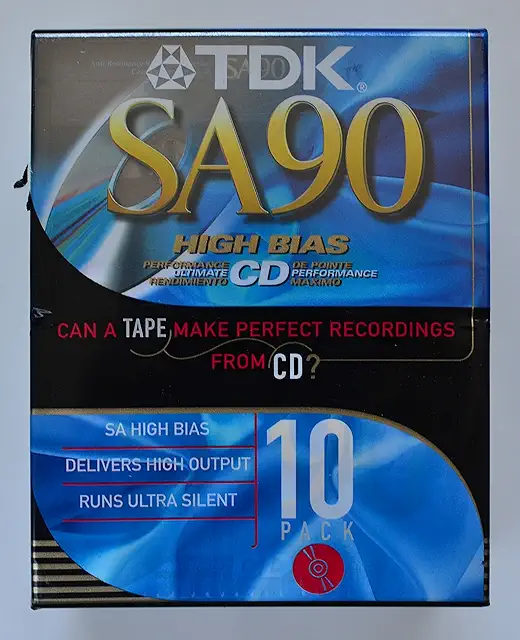 SA90
TDK®
SA90
HIGH BIAS
PERFORMANCE CD DE POINTE
ULTIMATE PERFORMANCE
RENDIMIENTO MAXIMO
CAN A TAPE MAKE PERFECT RECORDINGS
FROM CD?
SA HIGH BIAS
DELIVERS HIGH OUTPUT
RUNS ULTRA SILENT
10
PACK